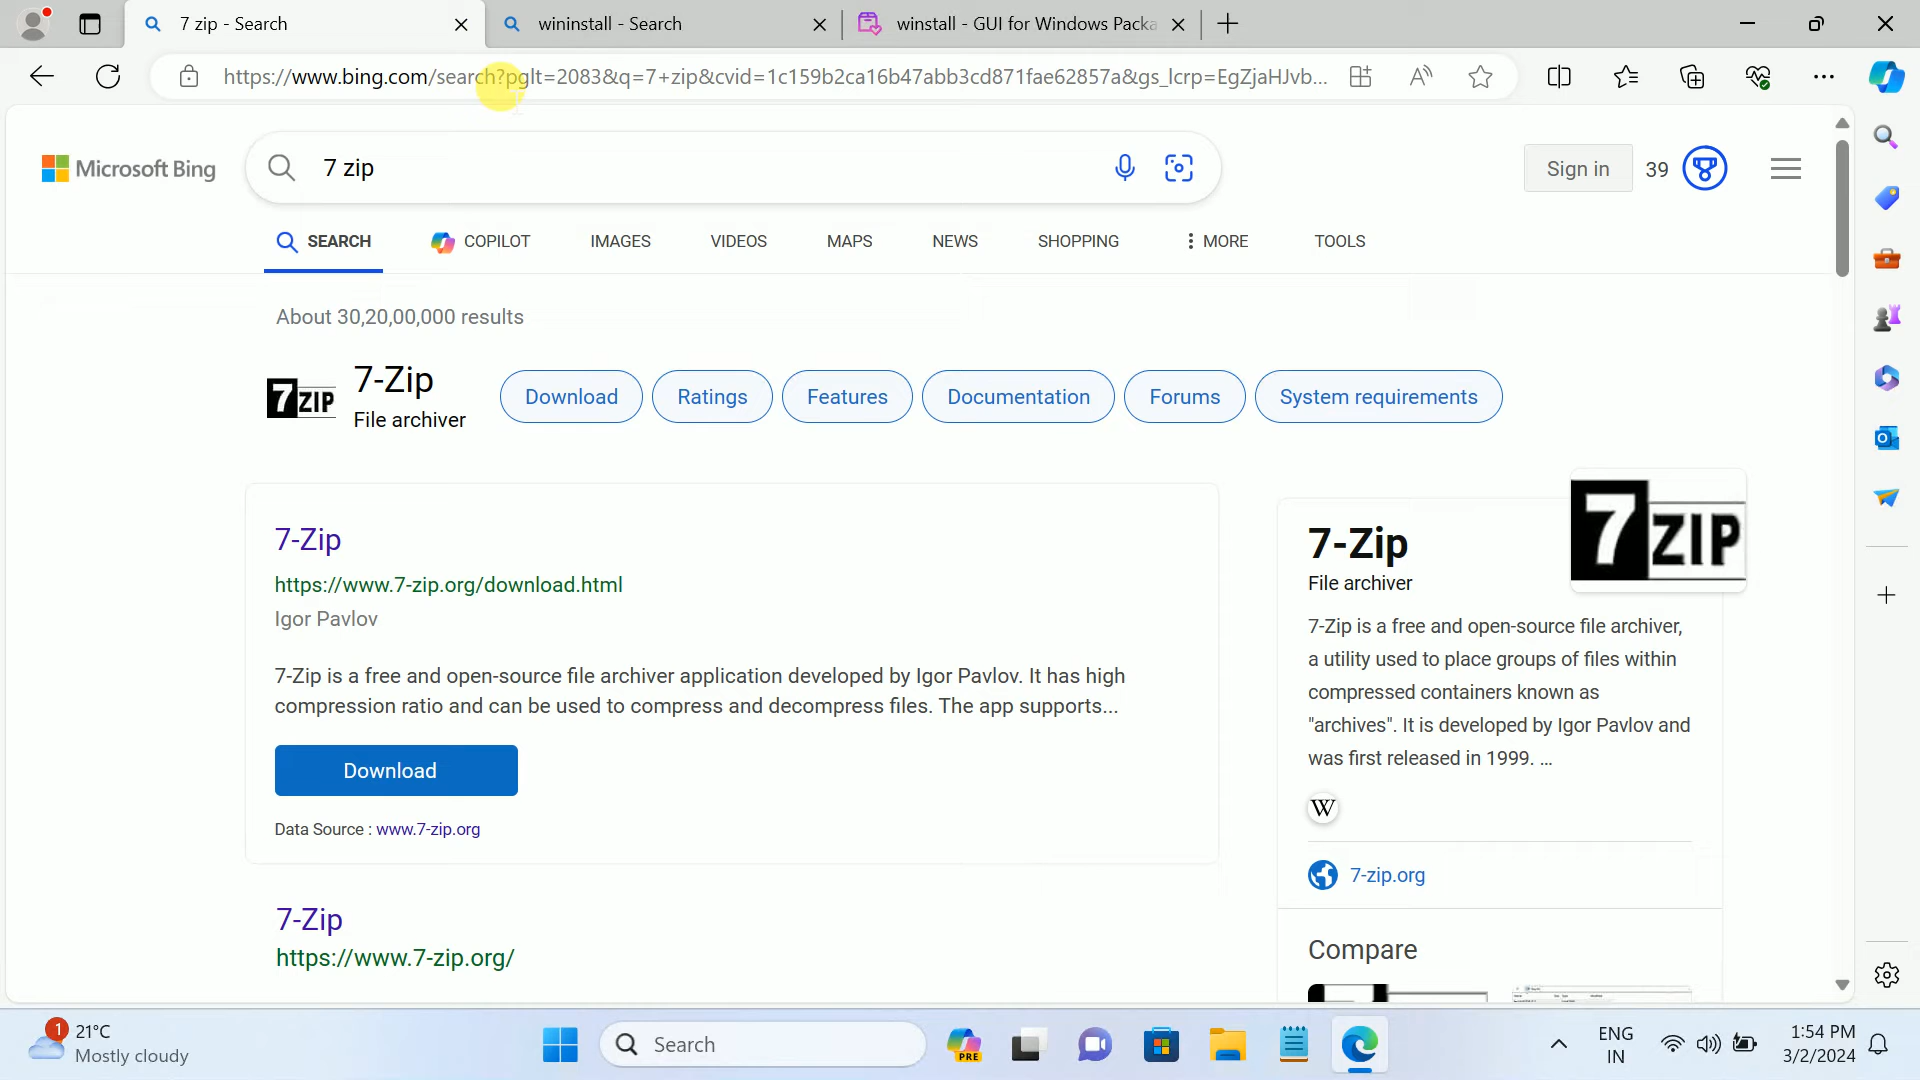 7 zip - Search
wininstall - Search
winstall - GUI for Windows Packa
https://www.bing.com/search?pglt=2083&q=7+zip&cvid=1c159b2ca16b47abb3cd871fae62857a&gs_lcrp=EgZjaHJvb...
Microsoft Bing
7 zip
Sign in
39
SEARCH COPILOT IMAGES VIDEOS MAPS NEWS SHOPPING MORE TOOLS
About 30,20,00,000 results
7ZIP
7-Zip
File archiver
Download
Ratings
Features
Documentation
Forums
System requirements
7-Zip
https://www.7-zip.org/download.html
Igor Pavlov
7-Zip is a free and open-source file archiver application developed by Igor Pavlov. It has high
compression ratio and can be used to compress and decompress files. The app supports...
Download
Data Source : www.7-zip.org
7-Zip
https://www.7-zip.org/
7-Zip
File archiver
7ZIP
7-Zip is a free and open-source file archiver,
a utility used to place groups of files within
compressed containers known as
"archives". It is developed by Igor Pavlov and
was first released in 1999. ...
W
7-zip.org
Compare
1
21°C
Mostly cloudy
Search
PRE
ENG
IN
1:54 PM
3/2/2024